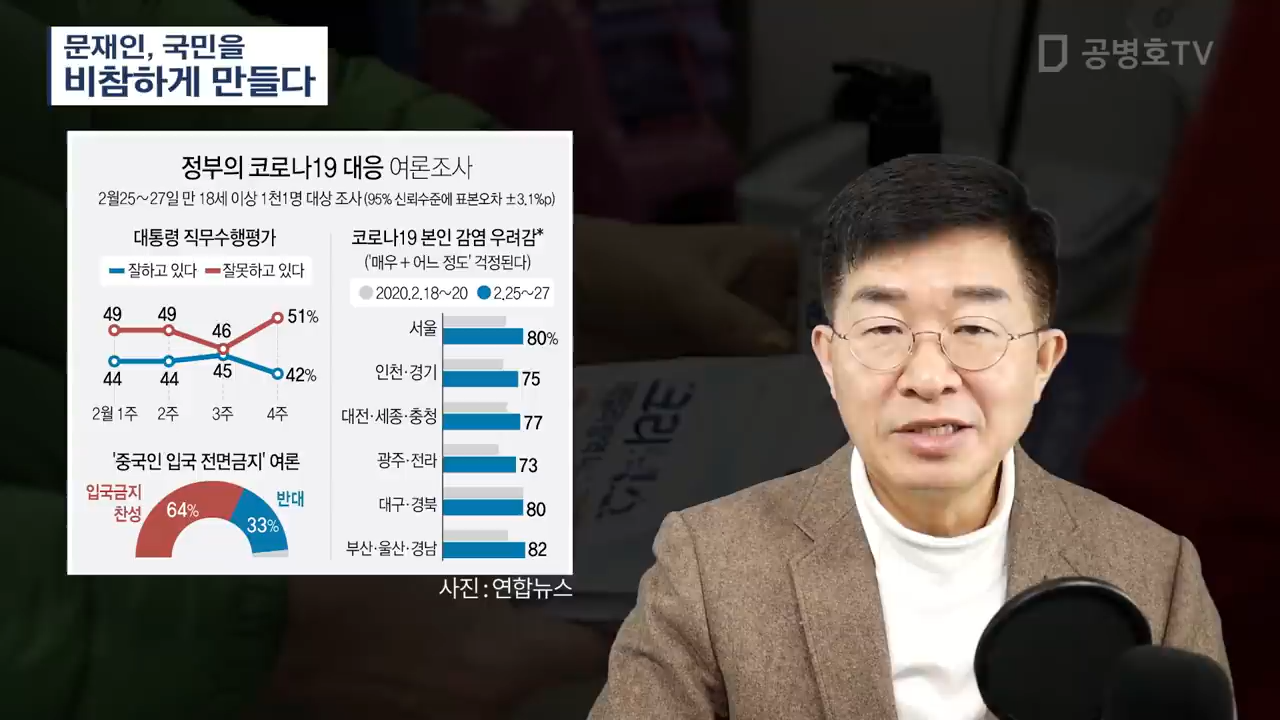 문재인, 국민을
비참하게 만들다
공병호TV
정부의 코로나19 대응 여론조사
2월25~27일 만 18세 이상 1천1명 대상 조사(95% 신뢰수준에 표본오차 ±3.1%p)
대통령 직무수행평가
잘하고 있다 잘못하고 있다
49 49 46 51%
44 44 45 42%
2월 1주 2주 3주 4주
'중국인 입국 전면금지' 여론
입국금지
찬성
64%
33%
반대
코로나19 본인 감염 우려감*
('매우 + 어느 정도' 걱정된다)
2020.2.18~20 2.25~27
서울 80%
인천·경기 75
대전·세종·충청 77
광주·전라 73
대구·경북 80
부산·울산·경남 82
사진 : 연합뉴스